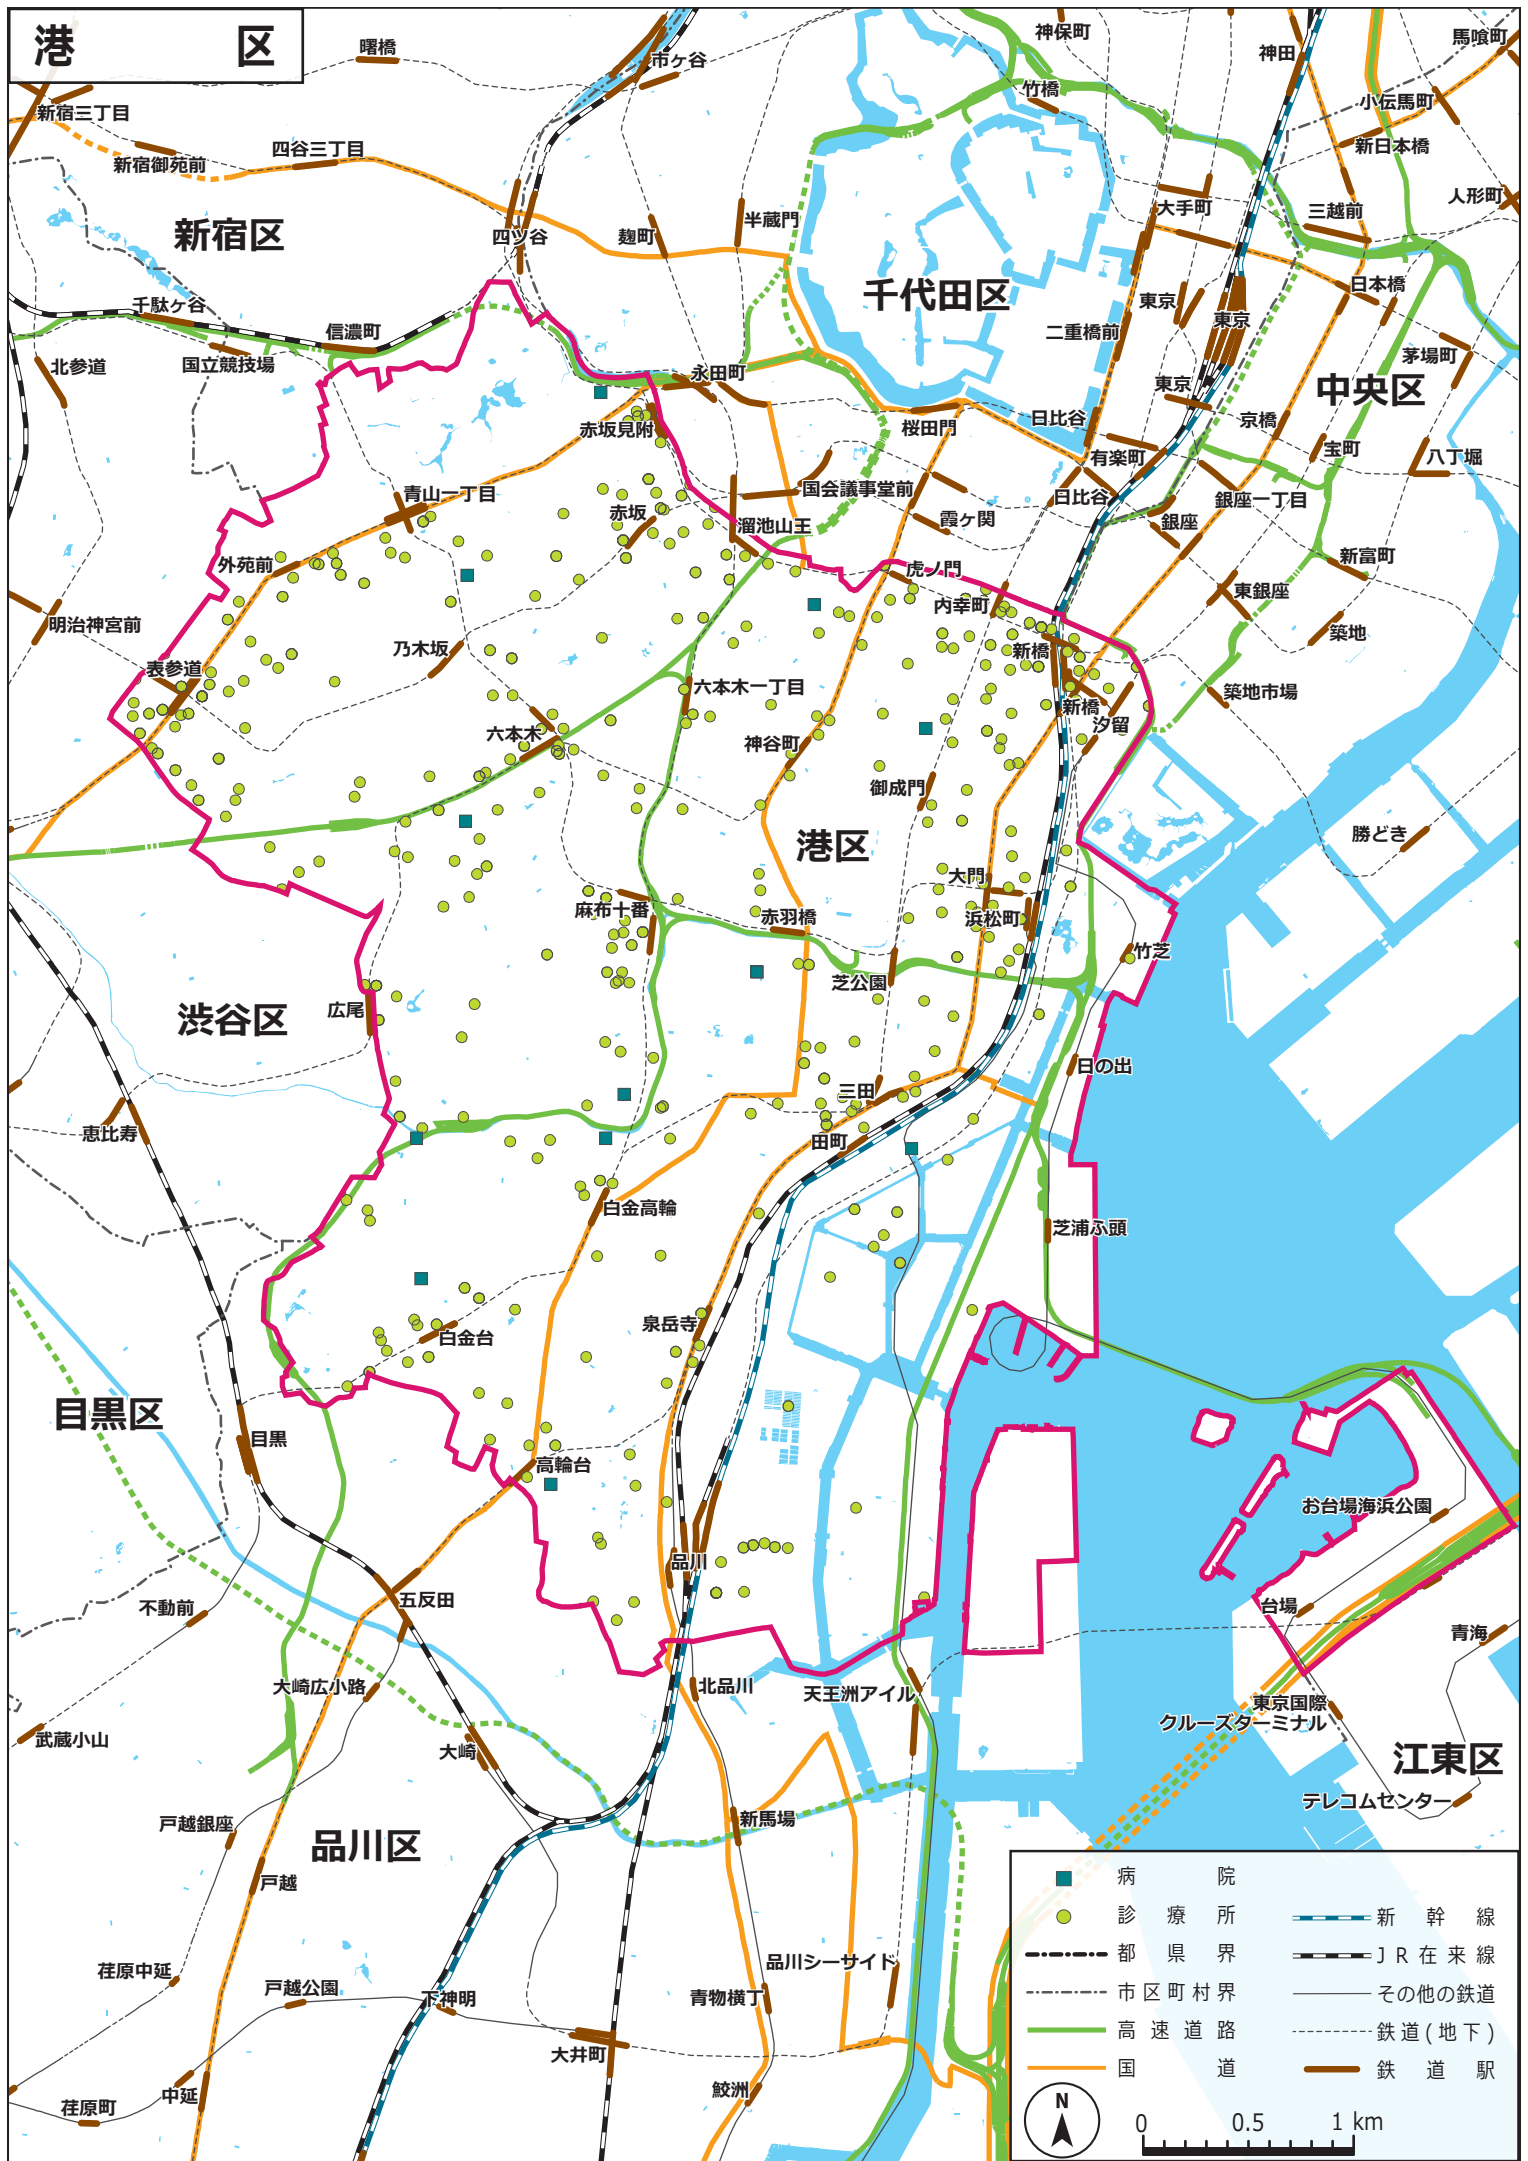 港 区
曙橋
市ヶ谷
神保町
神田
馬喰町
新宿三丁目
竹橋
小伝馬町
新宿御苑前
四谷三丁目
新日本橋
新宿区
四ツ谷
麹町
半蔵門
大手町
三越前
人形町
千代田区
千駄ヶ谷
信濃町
二重橋前
東京
東京
日本橋
北参道
国立競技場
永田町
東京
茅場町
中央区
赤坂見附
桜田門
日比谷
京橋
宝町
八丁堀
有楽町
青山一丁目
赤坂
国会議事堂前
日比谷
銀座一丁目
溜池山王
霞ヶ関
銀座
外苑前
虎ノ門
新富町
明治神宮前
内幸町
東銀座
築地
乃木坂
新橋
表参道
六本木一丁目
新橋
築地市場
六本木
神谷町
汐留
御成門
港区
勝どき
大門
麻布十番
赤羽橋
浜松町
竹芝
渋谷区
広尾
芝公園
日の出
恵比寿
三田
田町
白金高輪
芝浦ふ頭
白金台
泉岳寺
目黒区
目黒
高輪台
お台場海浜公園
品川
不動前
五反田
台場
青海
大崎広小路
北品川
天王洲アイル
東京国際
クルーズターミナル
武蔵小山
大崎
江東区
テレコムセンター
戸越銀座
品川区
新馬場
戸越
荏原中延
戸越公園
下神明
青物横丁
品川シーサイド
大井町
荏原町
中延
鮫洲
病院
診療所
都県界
市区町村界
高速道路
国道
新幹線
JR在来線
その他の鉄道
鉄道(地下)
鉄道駅
N
0 0.5 1 km